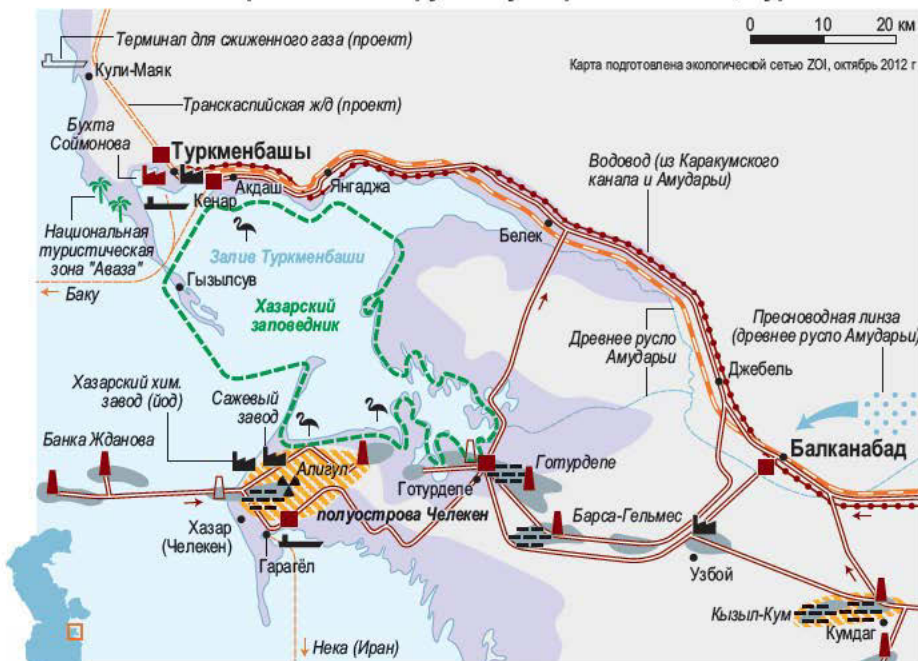 0 10 20 км
Терминал для сжиженного газа (проект)
Карта подготовлена экологической сетью ZOI, октябрь 2012 г
Кули-Маяк
Транскаспийская ж/д (проект)
Бухта
Соймонова
Туркменбашы
Водовод (из Каракумского
канала и Амударьи)
Акдаш
Янгаджа
Кенар
Национальная
туристическая
зона "Аваза"
Белек
Залив Туркменбаши
Гызылсув
Баку
Хазарский
заповедник
Пресноводная линза
(древнее русло Амударьи)
Древнее русло
Амударьи
Джебель
Хазарский хим.
завод (йод)
Сажевый
завод
Банка Жданова
Балканабад
Алигул
Готурдепе
Готурдепе
полуострова Челекен
Барса-Гельмес
Хазар
(Челекен)
Гарагёл
Узбой
Кызыл-Кум
Кумдаг
Нека (Иран)